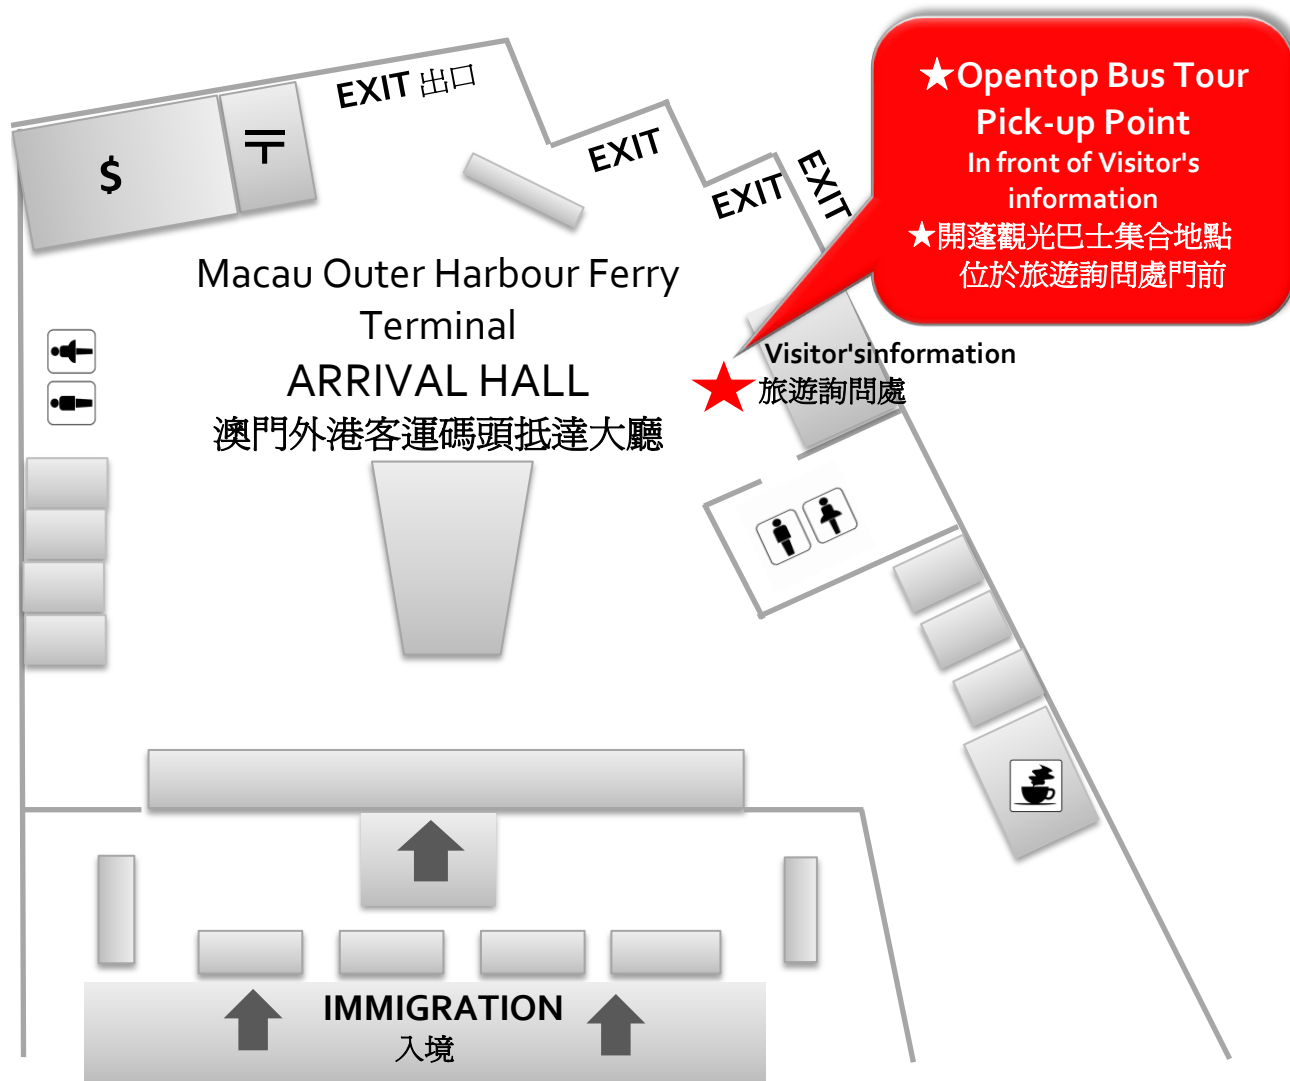 ★Opentop Bus Tour
Pick-up Point
In front of Visitor's
information
★開蓬觀光巴士集合地點
位於旅遊詢問處門前
EXIT 出口
EXIT
EXIT
EXIT
$
〒
Macau Outer Harbour Ferry
Terminal
ARRIVAL HALL
澳門外港客運碼頭抵達大廳
Visitor'sinformation
旅遊詢問處
IMMIGRATION
入境